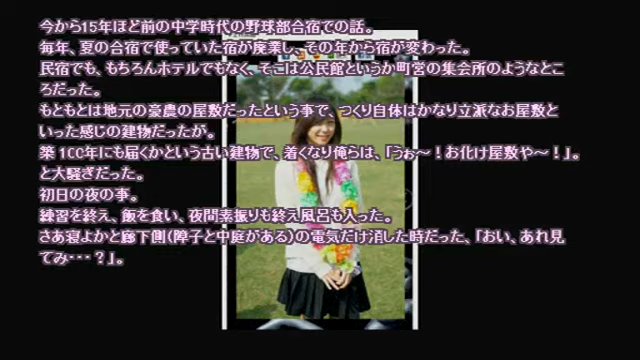 今から15年ほど前の中学時代の野球部合宿での話。
毎年、夏の合宿で使っていた宿が廃業し、その年から宿が変わった。
民宿でも、もちろんホテルでもなく、そこは公民館というか町営の集会所のようなとこ
ろだった。
もともとは地元の豪農の屋敷だったという事で、つくり自体はかなり立派なお屋敷と
いった感じの建物だったが。
築100年にも届くかという古い建物で、着くなり俺らは、「うぉ～！お化け屋敷や～！」。
と大騒ぎだった。
初日の夜の事。
練習を終え、飯を食い、夜間素振りも終え風呂も入った。
さあ寝よかと廊下側(障子と中庭がある)の電気だけ消した時だった、「おい、あれ見
てみ・・・？」。